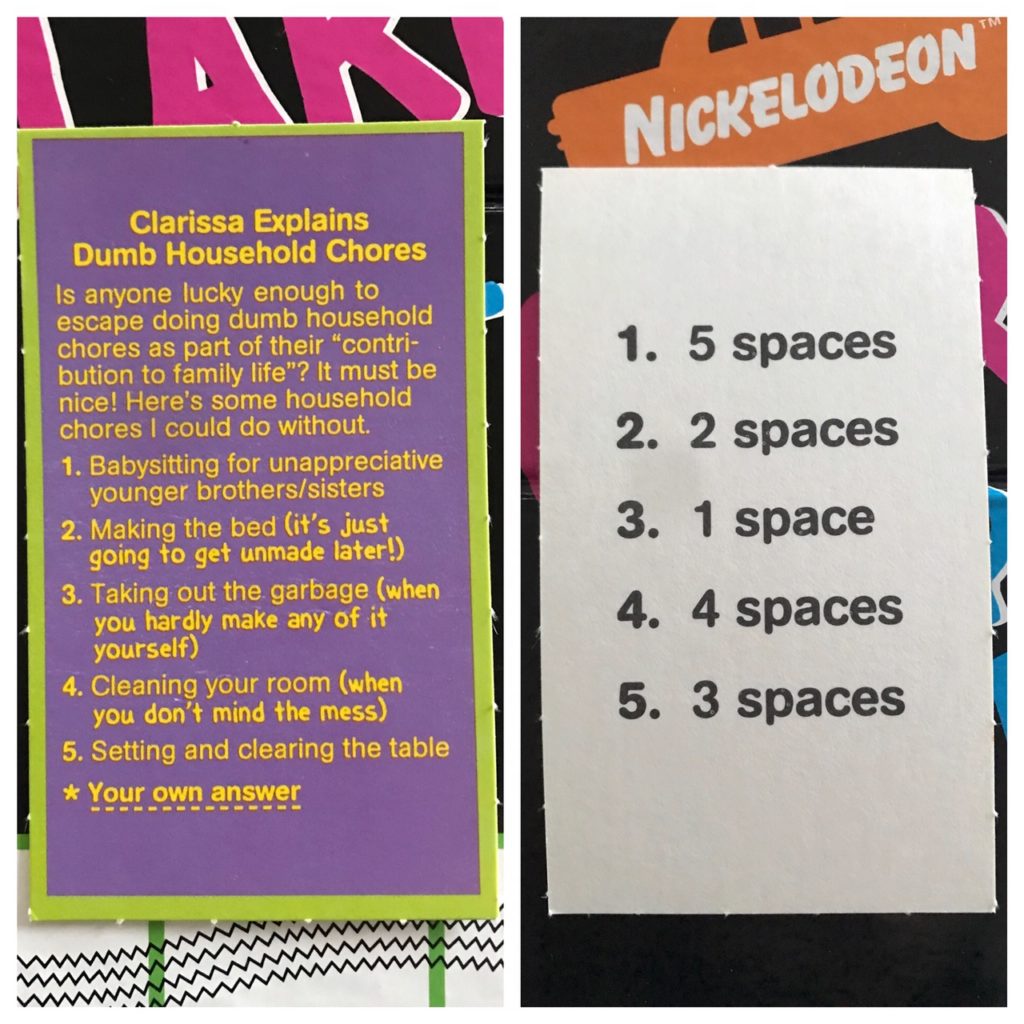 Clarissa Explains
Dumb Household Chores
Is anyone lucky enough to
escape doing dumb household
chores as part of their “contri-
bution to family life”? It must be
nice! Here's some household
chores I could do without.
1. Babysitting for unappreciative
younger brothers/sisters
2. Making the bed (it's just
going to get unmade later!)
3. Taking out the garbage (when
you hardly make any of it
yourself)
4. Cleaning your room (when
you don't mind the mess)
5. Setting and clearing the table
* Your own answer
NICKELODEON™
1. 5 spaces
2. 2 spaces
3. 1 space
4. 4 spaces
5. 3 spaces